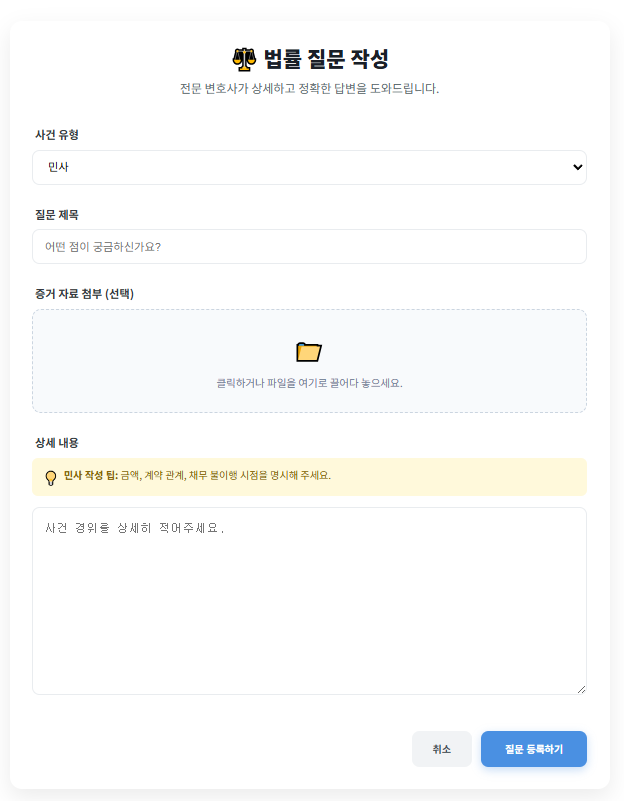 법률 질문 작성
전문 변호사가 상세하고 정확한 답변을 도와드립니다.
사건 유형
민사
질문 제목
어떤 점이 궁금하신가요?
증거 자료 첨부 (선택)
클릭하거나 파일을 여기로 끌어다 놓으세요.
상세 내용
민사 작성 팁: 금액, 계약 관계, 채무 불이행 시점을 명시해 주세요.
사건 경위를 상세히 적어주세요.
취소
질문 등록하기